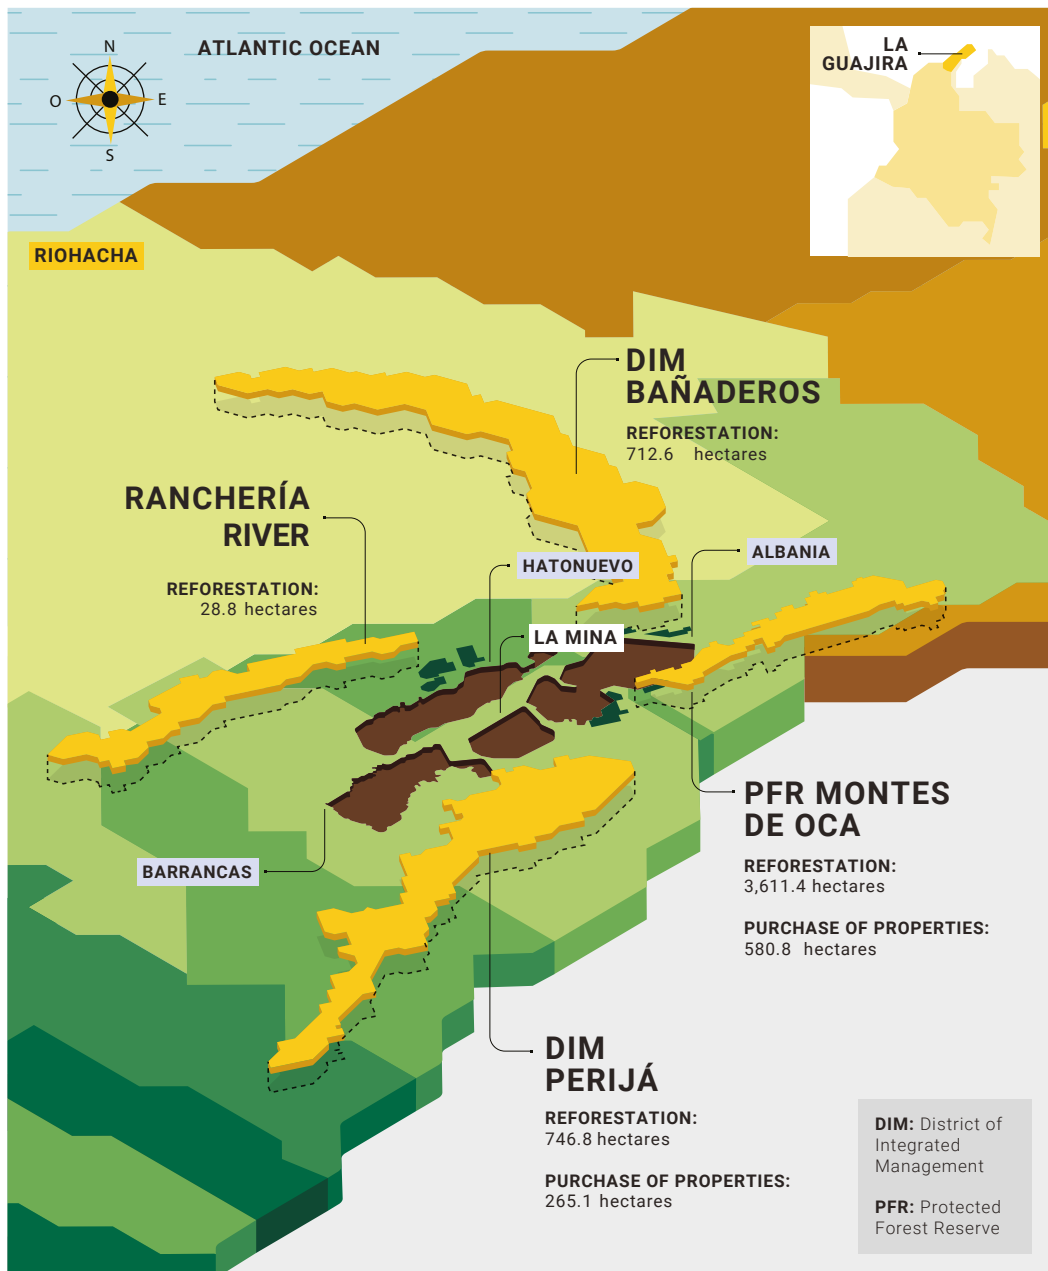 ATLANTIC OCEAN
N
O
E
S
LA
GUAJIRA
RIOHACHA
DIM
BAÑADEROS
REFORESTATION:
712.6 hectares
RANCHERÍA
RIVER
REFORESTATION:
28.8 hectares
HATONUEVO
ALBANIA
LA MINA
BARRANCAS
PFR MONTES
DE OCA
REFORESTATION:
3,611.4 hectares
PURCHASE OF PROPERTIES:
580.8 hectares
DIM
PERIJÁ
REFORESTATION:
746.8 hectares
PURCHASE OF PROPERTIES:
265.1 hectares
DIM: District of
Integrated
Management
PFR: Protected
Forest Reserve